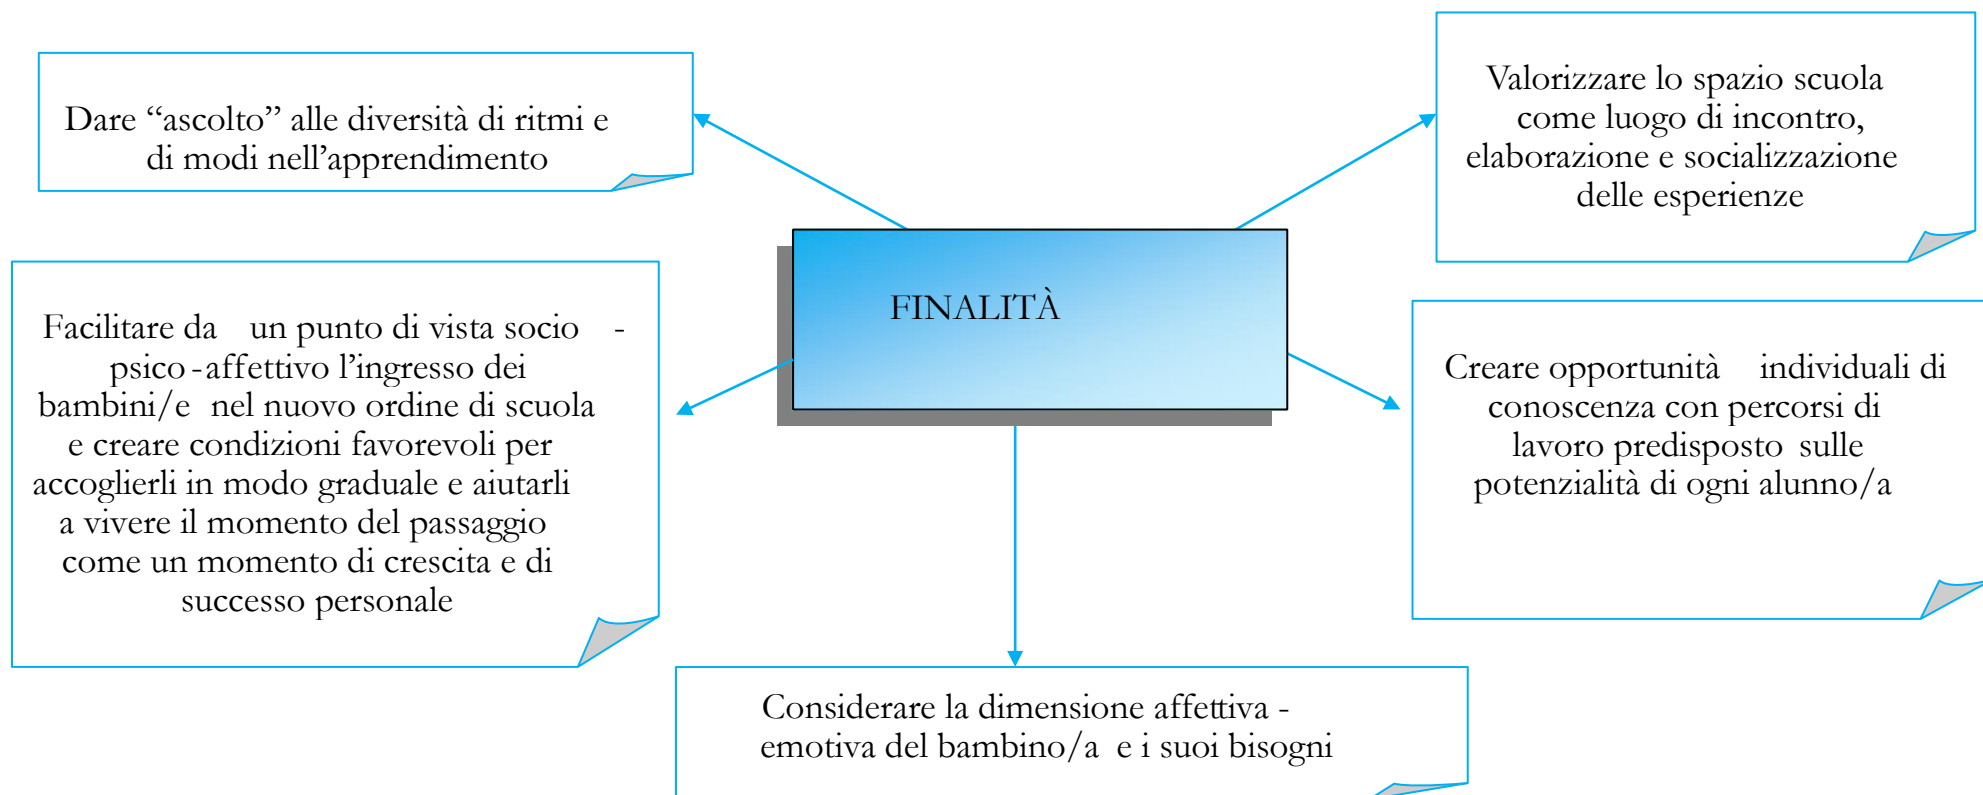 Dare “ascolto” alle diversità di ritmi e
di modi nell’apprendimento
Valorizzare lo spazio scuola
come luogo di incontro,
elaborazione e socializzazione
delle esperienze
FINALITÀ
Facilitare da un punto di vista socio -
psico-affettivo l’ingresso dei
bambini/e nel nuovo ordine di scuola
e creare condizioni favorevoli per
accoglierli in modo graduale e aiutarli
a vivere il momento del passaggio
come un momento di crescita e di
successo personale
Creare opportunità individuali di
conoscenza con percorsi di
lavoro predisposto sulle
potenzialità di ogni alunno/a
Considerare la dimensione affettiva -
emotiva del bambino/a e i suoi bisogni